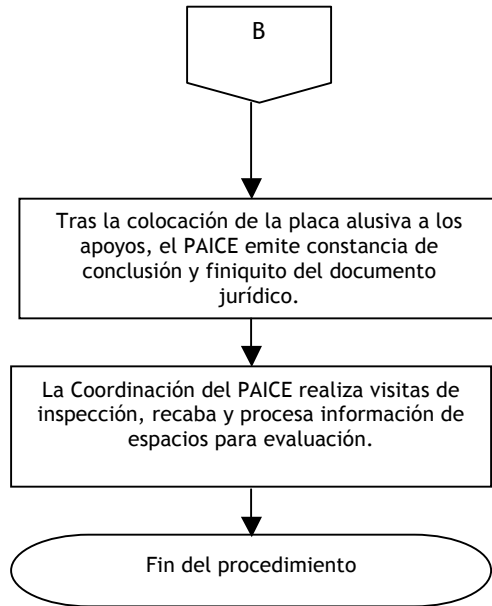 B
Tras la colocación de la placa alusiva a los
apoyos, el PAICE emite constancia de
conclusión y finiquito del documento
jurídico.
La Coordinación del PAICE realiza visitas de
inspección, recaba y procesa información de
espacios para evaluación.
Fin del procedimiento